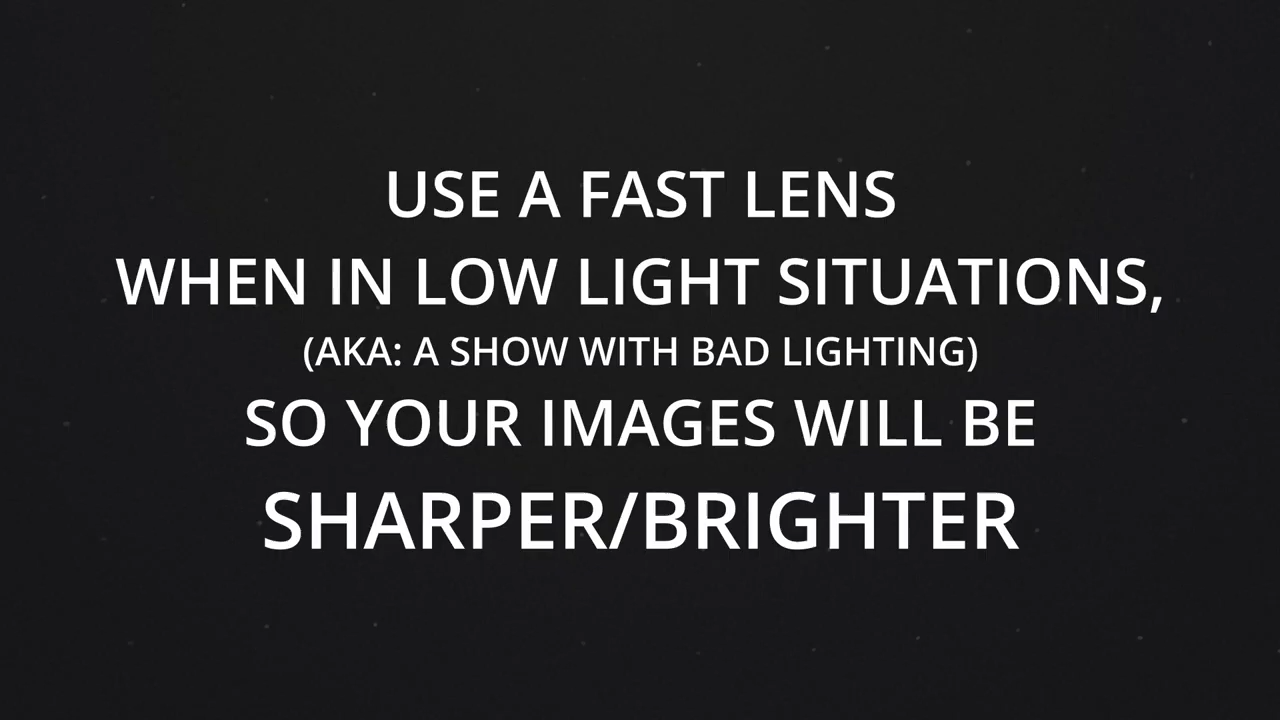 USE A FAST LENS
WHEN IN LOW LIGHT SITUATIONS,
(AKA: A SHOW WITH BAD LIGHTING)
SO YOUR IMAGES WILL BE
SHARPER/BRIGHTER